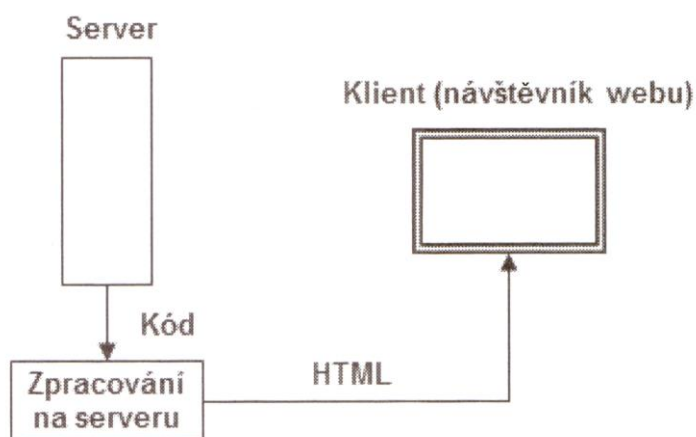 Server
Klient (návštěvník webu)
Kód
HTML
Zpracování
na serveru